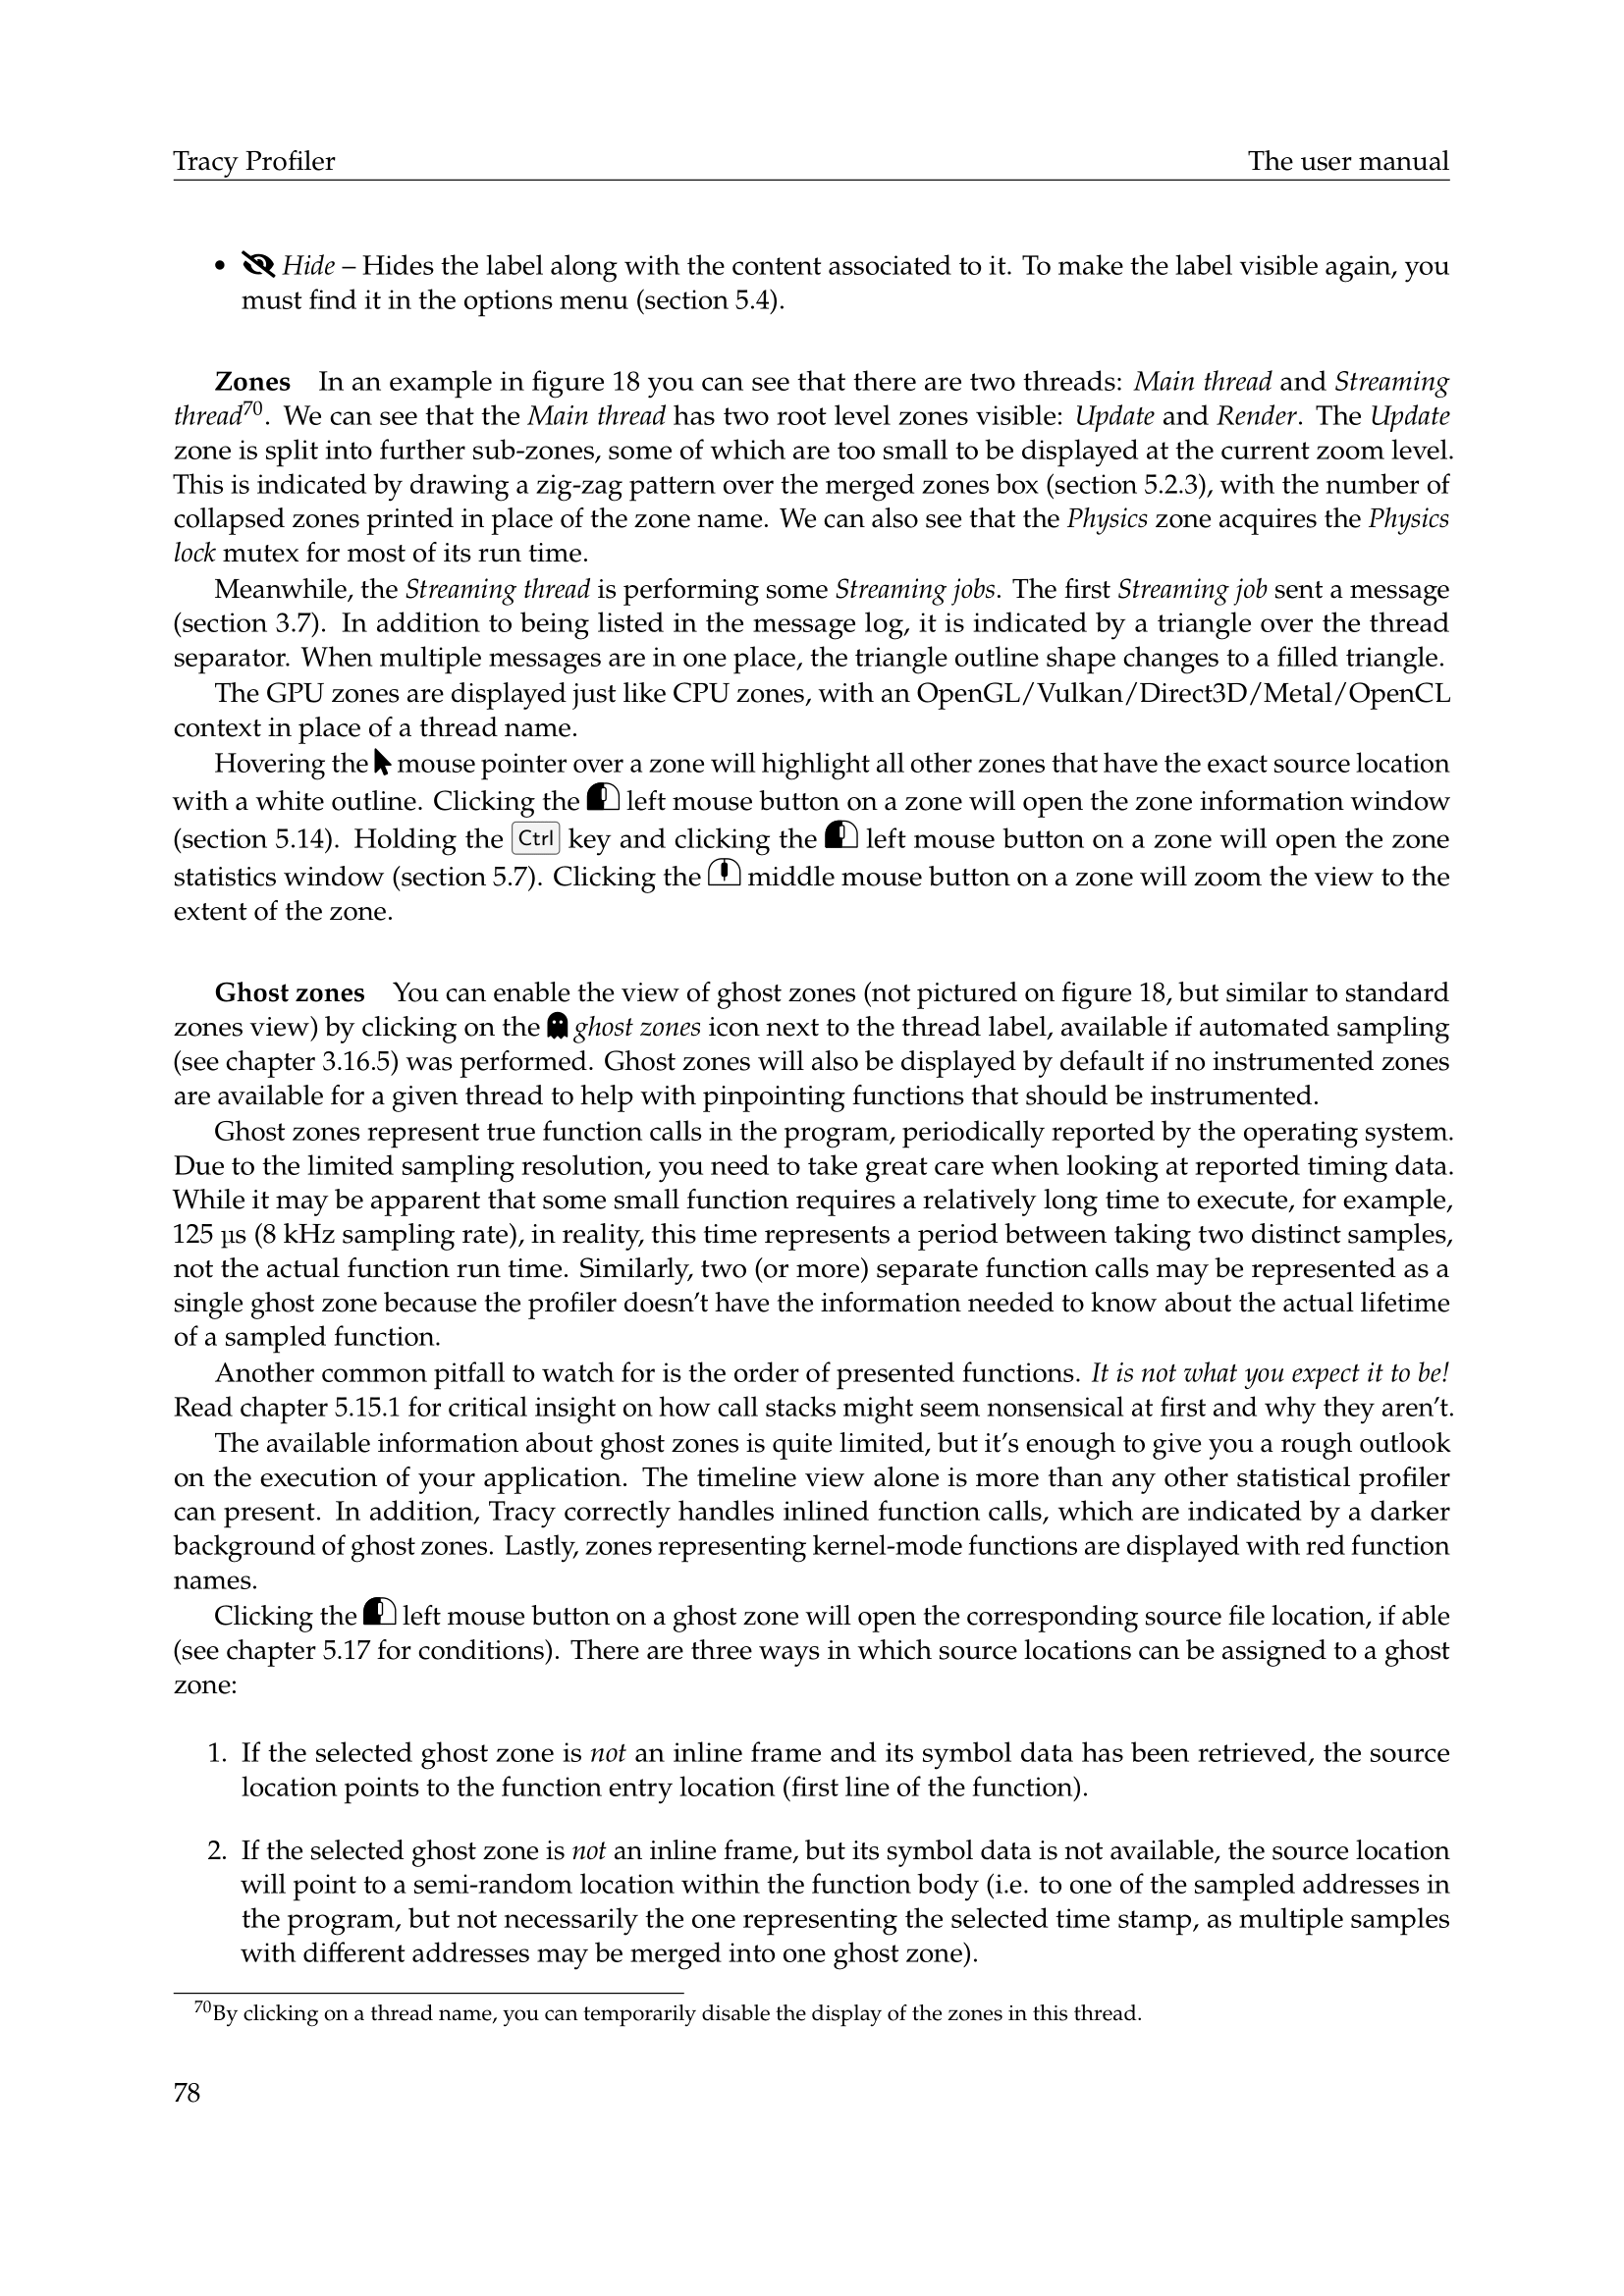 Tracy Profiler The user manual
• Hide – Hides the label along with the content associated to it. To make the label visible again, you
must find it in the options menu (section 5.4).
Zones In an example in figure 18 you can see that there are two threads: Main thread and Streaming
thread70. We can see that the Main thread has two root level zones visible: Update and Render. The Update
zone is split into further sub-zones, some of which are too small to be displayed at the current zoom level.
This is indicated by drawing a zig-zag pattern over the merged zones box (section 5.2.3), with the number of
collapsed zones printed in place of the zone name. We can also see that the Physics zone acquires the Physics
lock mutex for most of its run time.
Meanwhile, the Streaming thread is performing some Streaming jobs. The first Streaming job sent a message
(section 3.7). In addition to being listed in the message log, it is indicated by a triangle over the thread
separator. When multiple messages are in one place, the triangle outline shape changes to a filled triangle.
The GPU zones are displayed just like CPU zones, with an OpenGL/Vulkan/Direct3D/Metal/OpenCL
context in place of a thread name.
Hovering the mouse pointer over a zone will highlight all other zones that have the exact source location
with a white outline. Clicking the left mouse button on a zone will open the zone information window
(section 5.14). Holding the Ctrl key and clicking the left mouse button on a zone will open the zone
statistics window (section 5.7). Clicking the middle mouse button on a zone will zoom the view to the
extent of the zone.
Ghost zones You can enable the view of ghost zones (not pictured on figure 18, but similar to standard
zones view) by clicking on the ghost zones icon next to the thread label, available if automated sampling
(see chapter 3.16.5) was performed. Ghost zones will also be displayed by default if no instrumented zones
are available for a given thread to help with pinpointing functions that should be instrumented.
Ghost zones represent true function calls in the program, periodically reported by the operating system.
Due to the limited sampling resolution, you need to take great care when looking at reported timing data.
While it may be apparent that some small function requires a relatively long time to execute, for example,
125 µs (8 kHz sampling rate), in reality, this time represents a period between taking two distinct samples,
not the actual function run time. Similarly, two (or more) separate function calls may be represented as a
single ghost zone because the profiler doesn't have the information needed to know about the actual lifetime
of a sampled function.
Another common pitfall to watch for is the order of presented functions. It is not what you expect it to be!
Read chapter 5.15.1 for critical insight on how call stacks might seem nonsensical at first and why they aren't.
The available information about ghost zones is quite limited, but it's enough to give you a rough outlook
on the execution of your application. The timeline view alone is more than any other statistical profiler
can present. In addition, Tracy correctly handles inlined function calls, which are indicated by a darker
background of ghost zones. Lastly, zones representing kernel-mode functions are displayed with red function
names.
Clicking the left mouse button on a ghost zone will open the corresponding source file location, if able
(see chapter 5.17 for conditions). There are three ways in which source locations can be assigned to a ghost
zone:
1. If the selected ghost zone is not an inline frame and its symbol data has been retrieved, the source
location points to the function entry location (first line of the function).
2. If the selected ghost zone is not an inline frame, but its symbol data is not available, the source location
will point to a semi-random location within the function body (i.e. to one of the sampled addresses in
the program, but not necessarily the one representing the selected time stamp, as multiple samples
with different addresses may be merged into one ghost zone).
70By clicking on a thread name, you can temporarily disable the display of the zones in this thread.
78